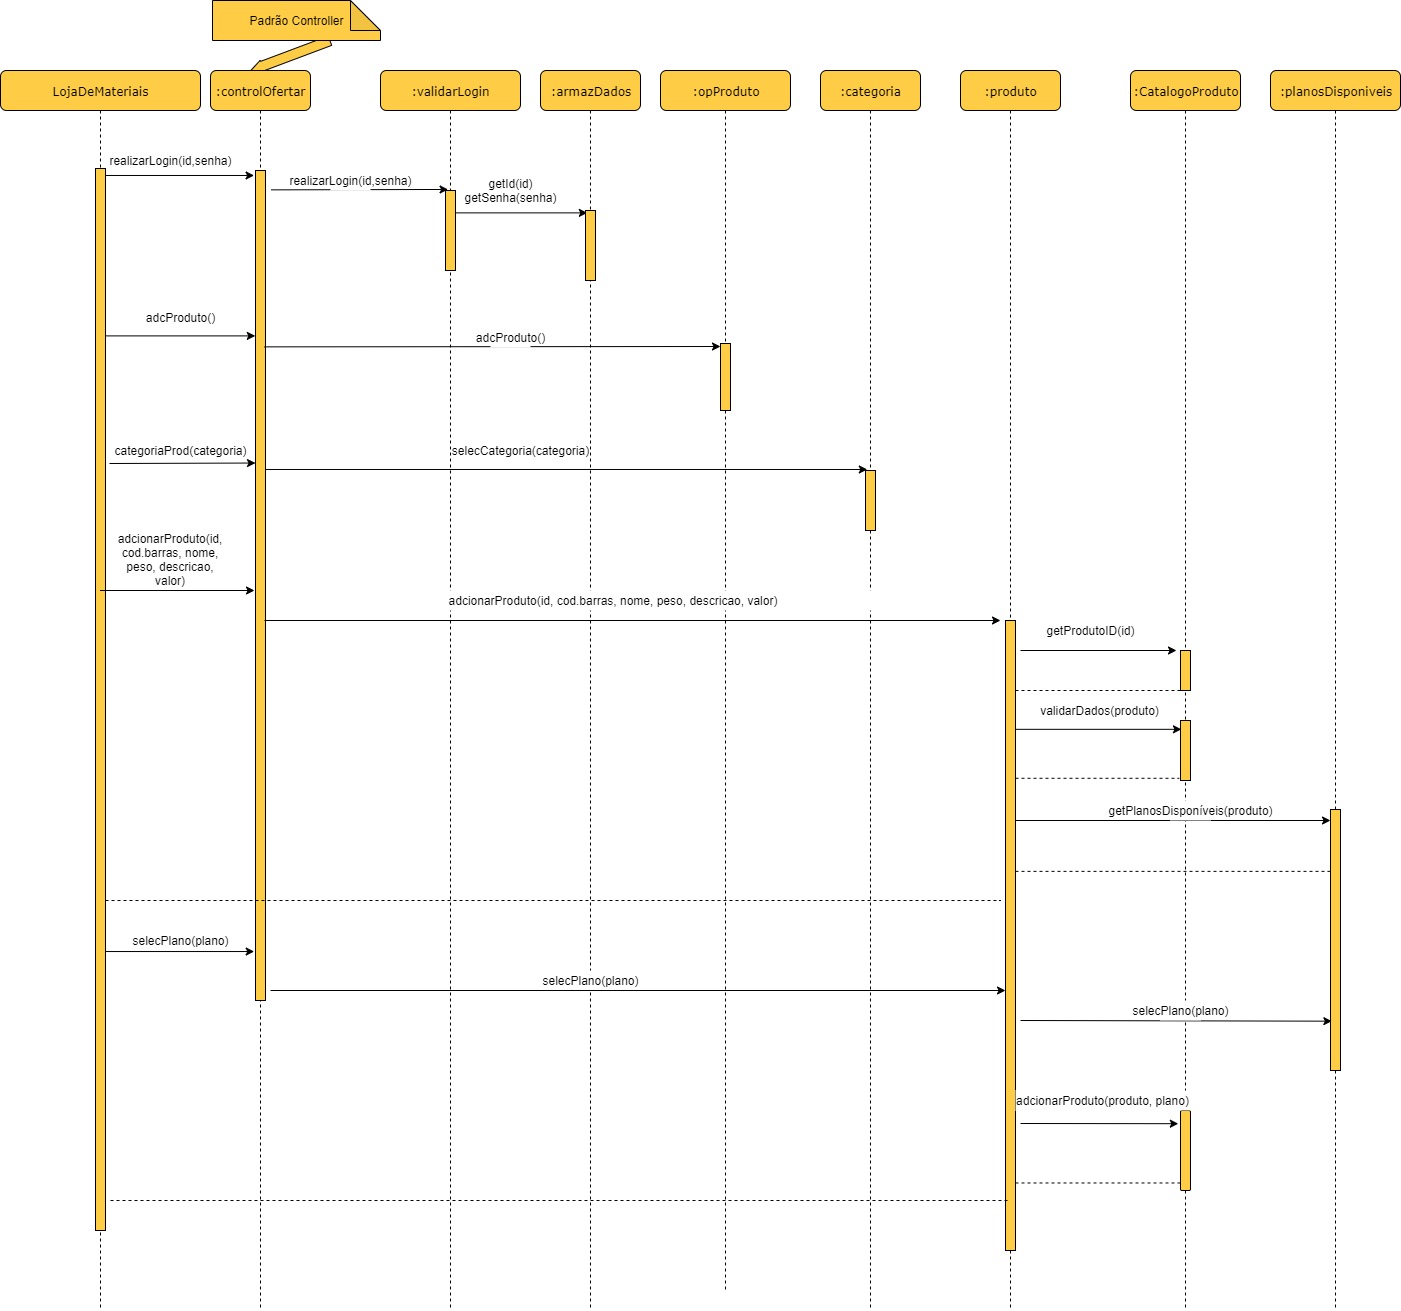 Padrão Controller
LojaDeMateriais
:controlOfertar
:validarLogin
:armazDados
:opProduto
:categoria
:produto
:CatalogoProduto
:planosDisponiveis
realizarLogin(id,senha)
realizarLogin(id,senha)
getId(id)
getSenha(senha)
adcProduto()
adcProduto()
categoriaProd(categoria)
selecCategoria(categoria)
adcionarProduto(id,
cod.barras, nome,
peso, descricao,
valor)
adcionarProduto(id, cod.barras, nome, peso, descricao, valor)
getProdutoID(id)
validarDados(produto)
getPlanosDisponíveis(produto)
selecPlano(plano)
selecPlano(plano)
selecPlano(plano)
adcionarProduto(produto, plano)